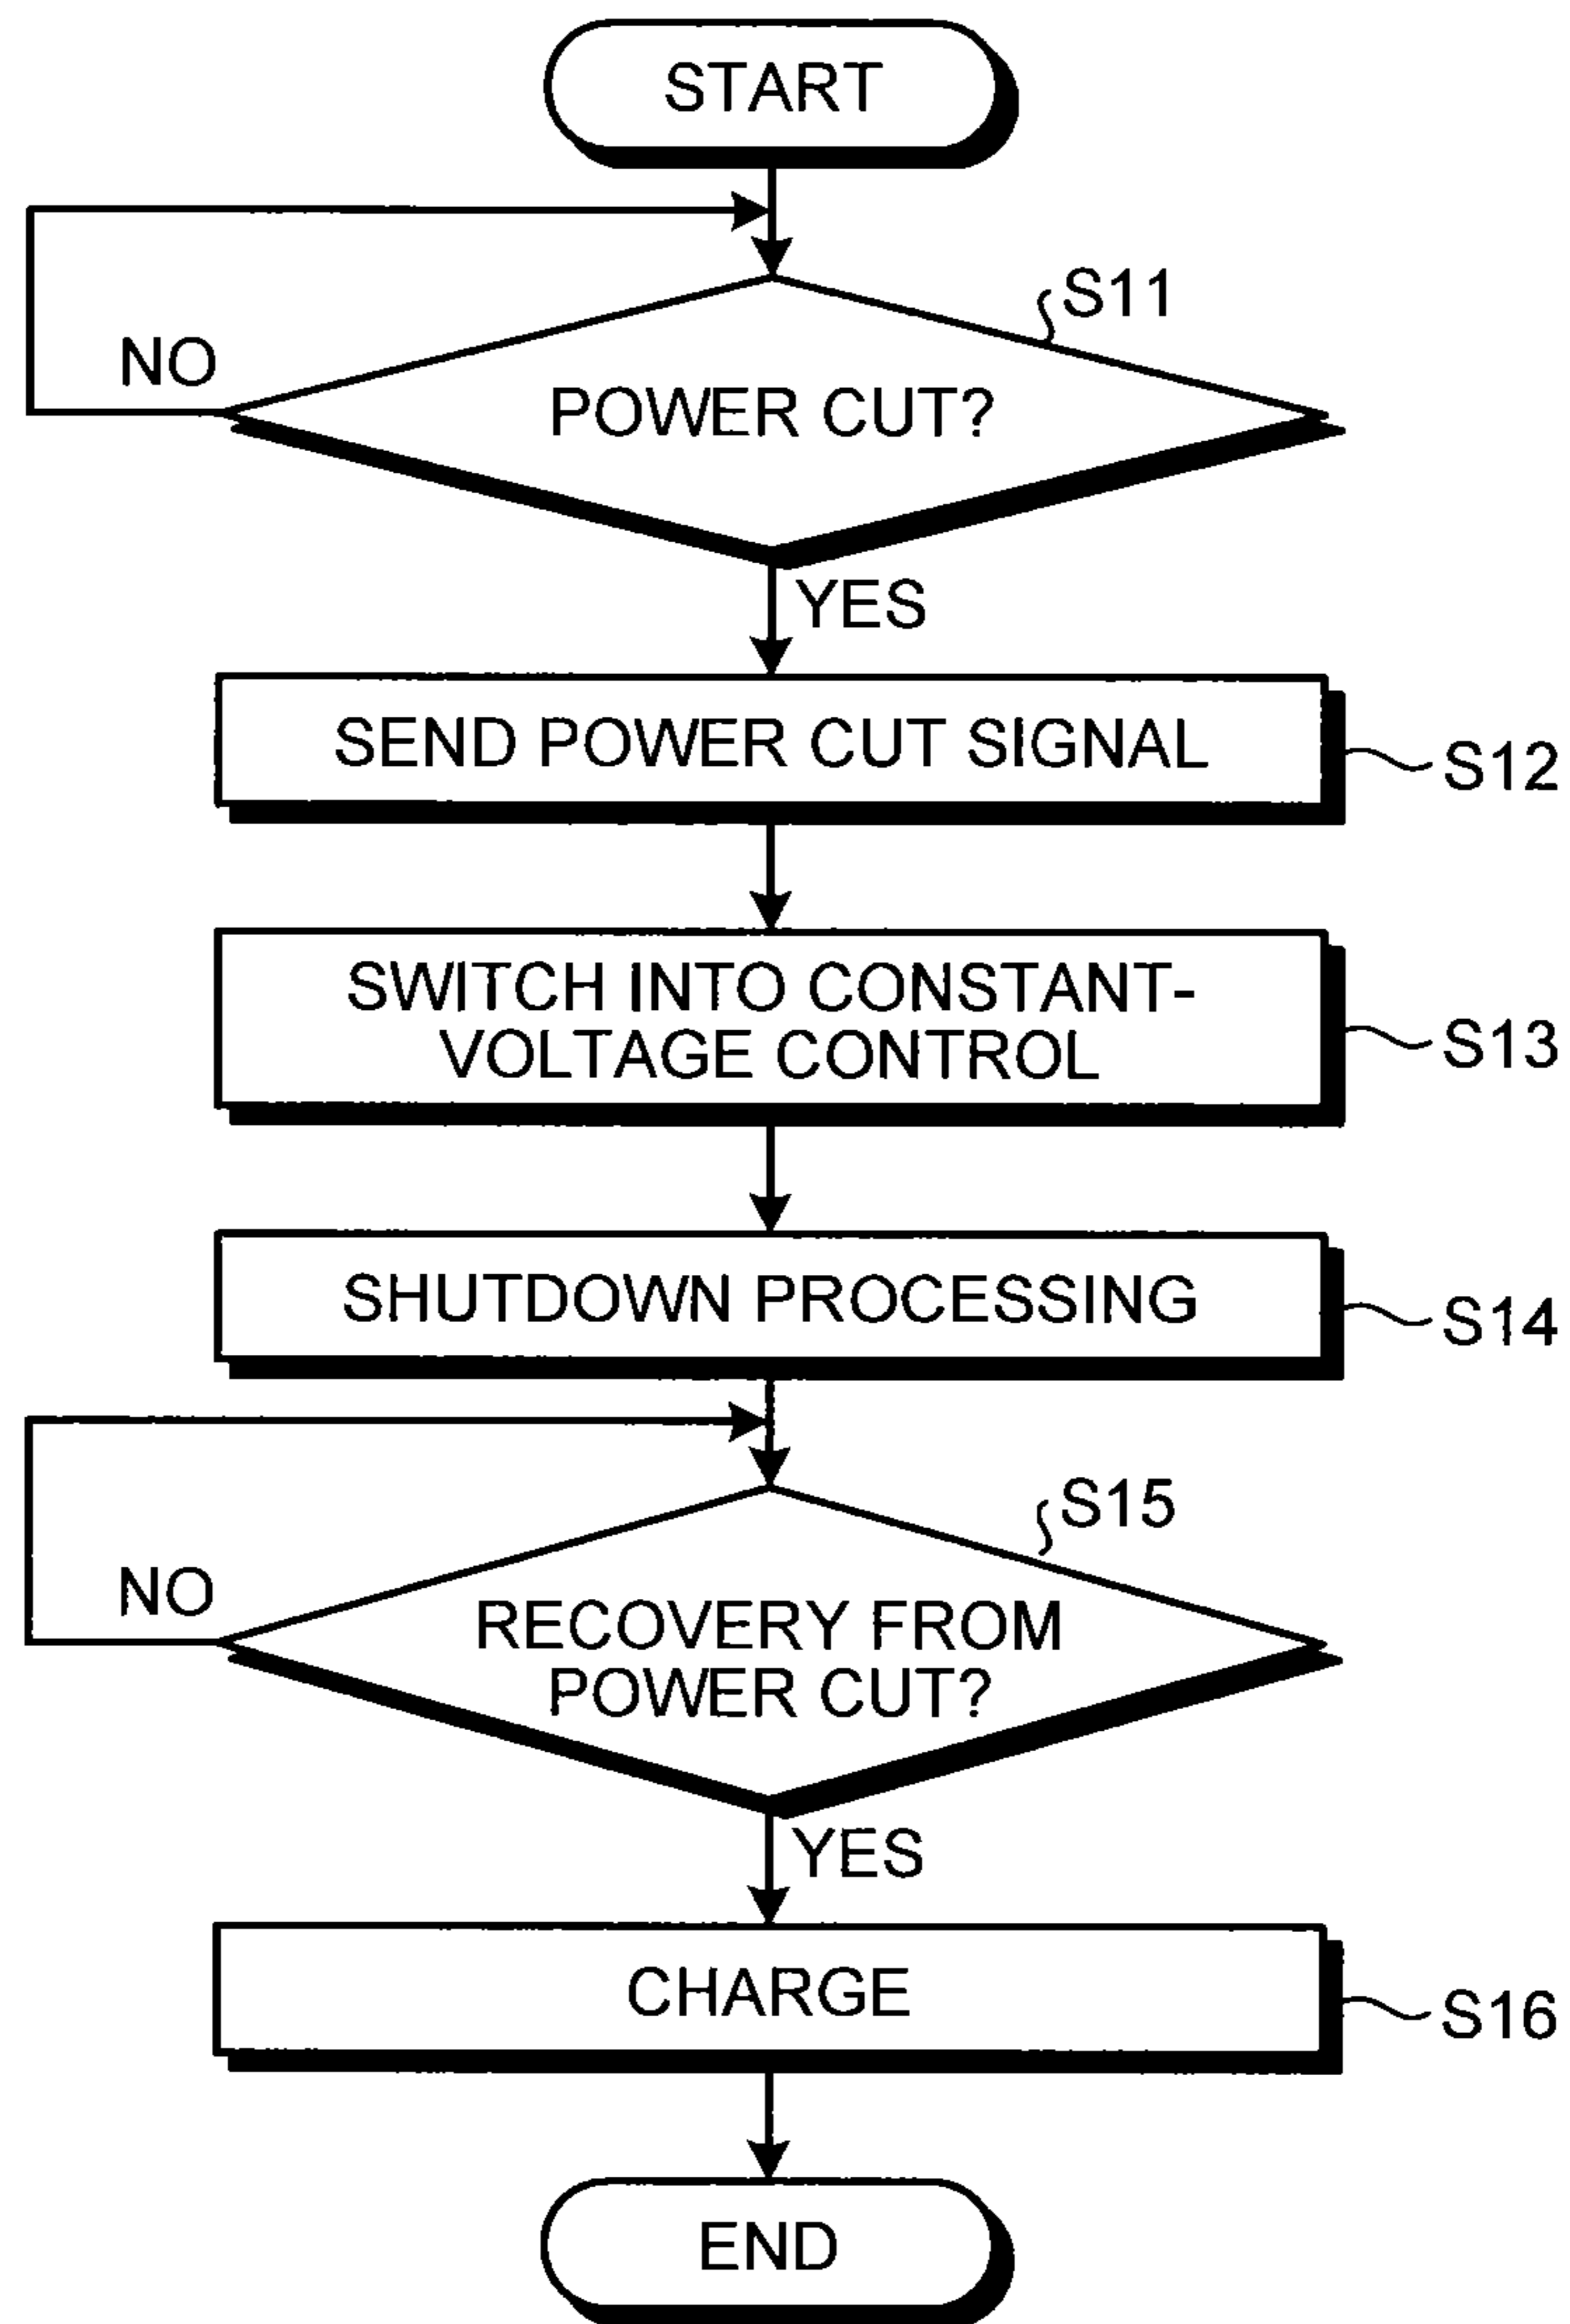 START
S11
NO
POWER CUT?
YES
SEND POWER CUT SIGNAL
S12
SWITCH INTO CONSTANT-
VOLTAGE CONTROL
S13
SHUTDOWN PROCESSING
S14
S15
NO
RECOVERY FROM
POWER CUT?
YES
CHARGE
S16
END